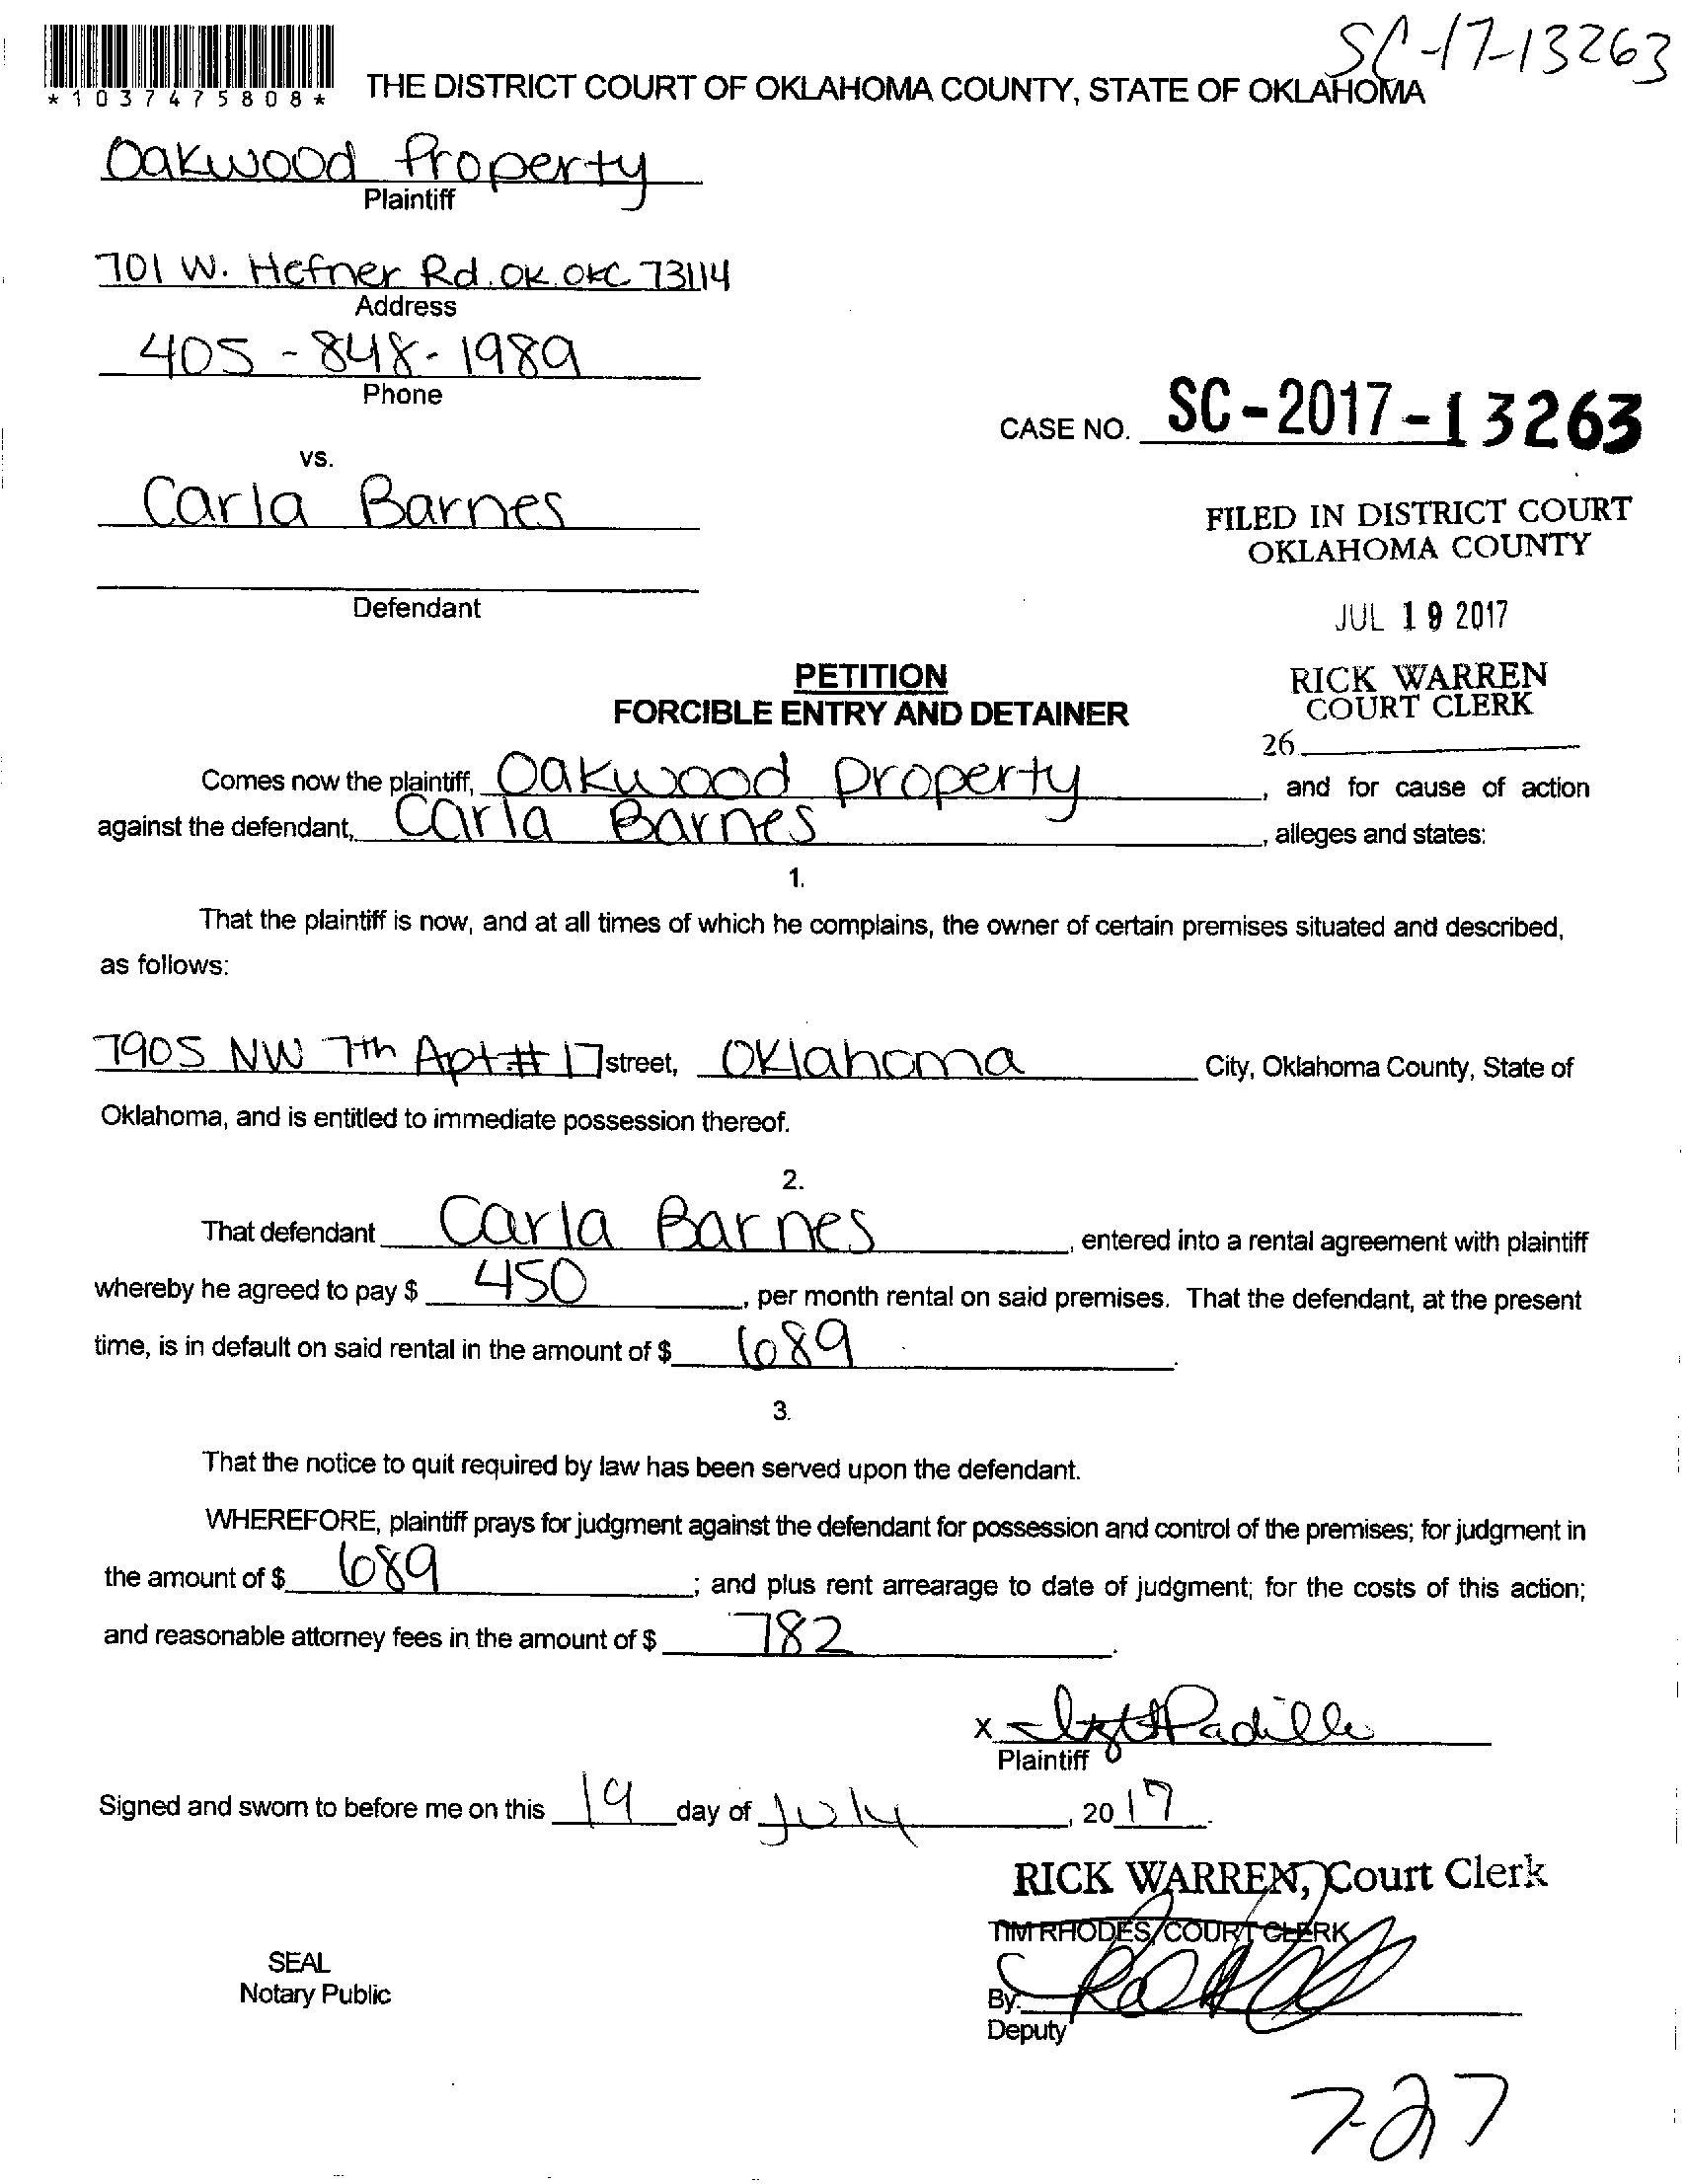 SC-17-13263
*1037475808*
THE DISTRICT COURT OF OKLAHOMA COUNTY, STATE OF OKLAHOMA
Oakwood Property
Plaintiff
701 W. Hefner Rd. OK. OKC 73114
Address
405-848-1989
Phone
CASE NO. SC-2017-13263
vs.
Carla Barnes
FILED IN DISTRICT COURT
OKLAHOMA COUNTY
Defendant
JUL 19 2017
PETITION
FORCIBLE ENTRY AND DETAINER
RICK WARREN
COURT CLERK
26
Comes now the plaintiff, Oakwood Property, and for cause of action
against the defendant, Carla Barnes, alleges and states:
1.
That the plaintiff is now, and at all times of which he complains, the owner of certain premises situated and described,
as follows:
7905 NW 7th Apt# 17 street, Oklahoma City, Oklahoma County, State of
Oklahoma, and is entitled to immediate possession thereof.
2.
That defendant Carla Barnes, entered into a rental agreement with plaintiff
whereby he agreed to pay $ 450, per month rental on said premises. That the defendant, at the present
time, is in default on said rental in the amount of $ 689.
3.
That the notice to quit required by law has been served upon the defendant.
WHEREFORE, plaintiff prays for judgment against the defendant for possession and control of the premises; for judgment in
the amount of $ 689; and plus rent arrearage to date of judgment; for the costs of this action;
and reasonable attorney fees in the amount of $ 782.
x Padilla
Plaintiff
Signed and sworn to before me on this 19 day of July, 2017.
RICK WARREN, Court Clerk
TIM RHODES, COURT CLERK
SEAL
Notary Public
By:
Deputy
7-27